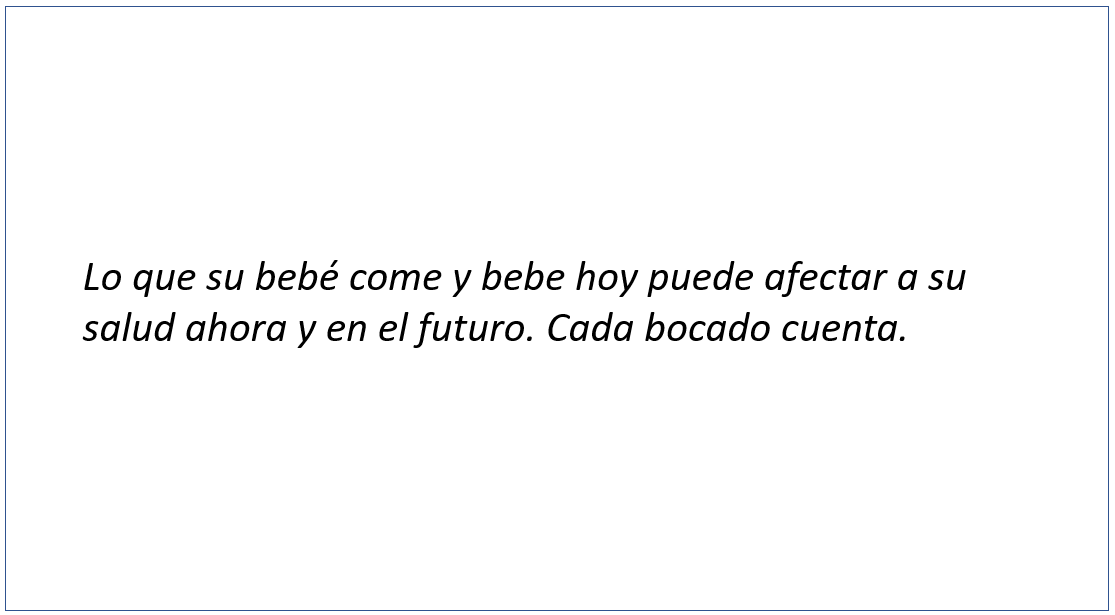 Lo que su bebé come y bebe hoy puede afectar a su
salud ahora y en el futuro. Cada bocado cuenta.